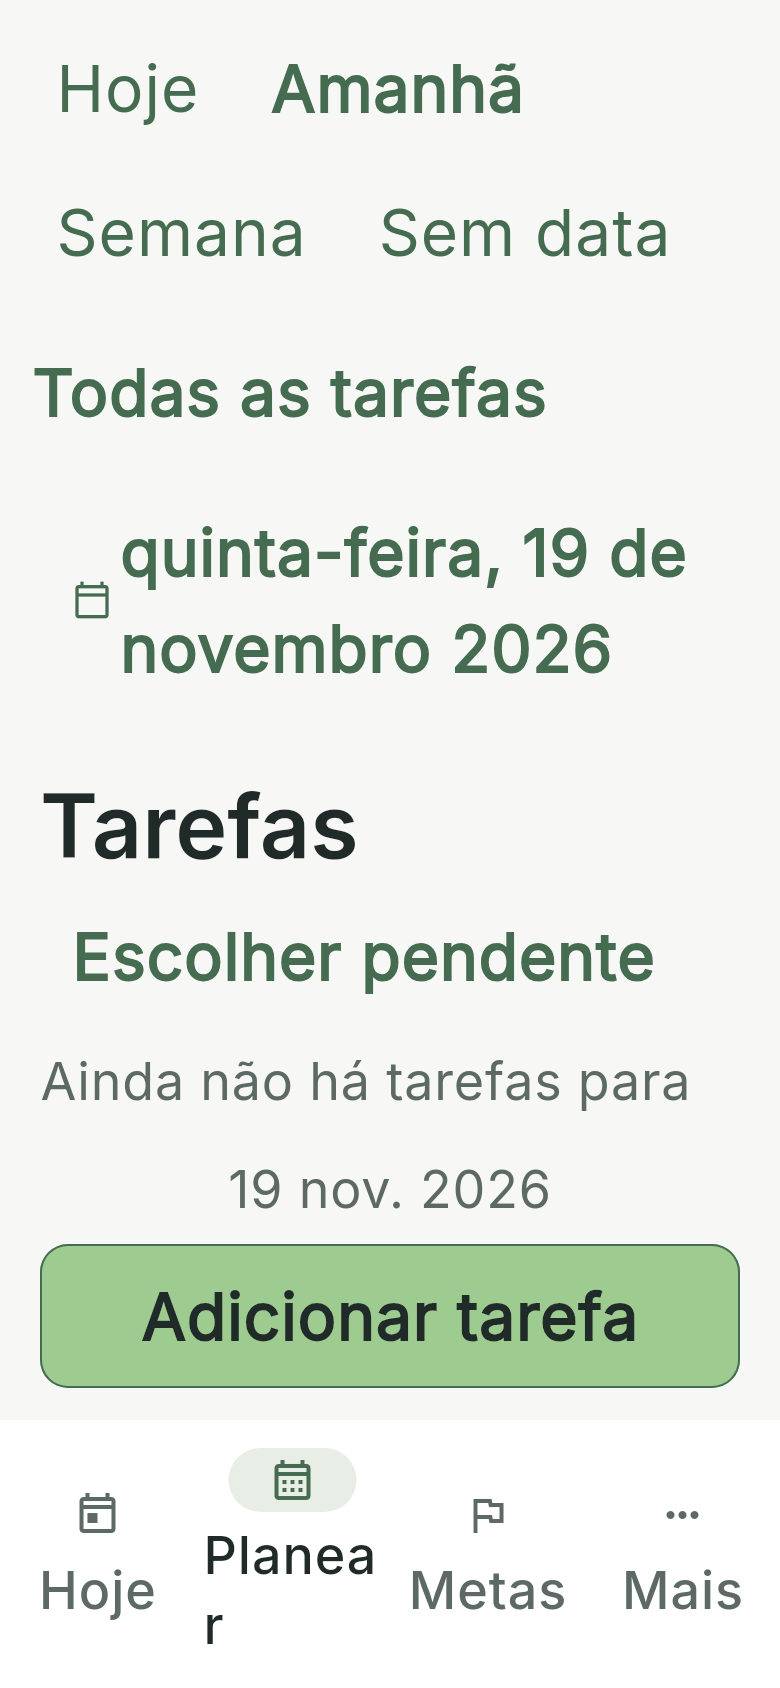 Hoje Amanhã
Semana Sem data
Todas as tarefas
quinta-feira, 19 de
novembro 2026
Tarefas
Escolher pendente
Ainda não há tarefas para
19 nov. 2026
Adicionar tarefa
Hoje
Planea
r
Metas
Mais